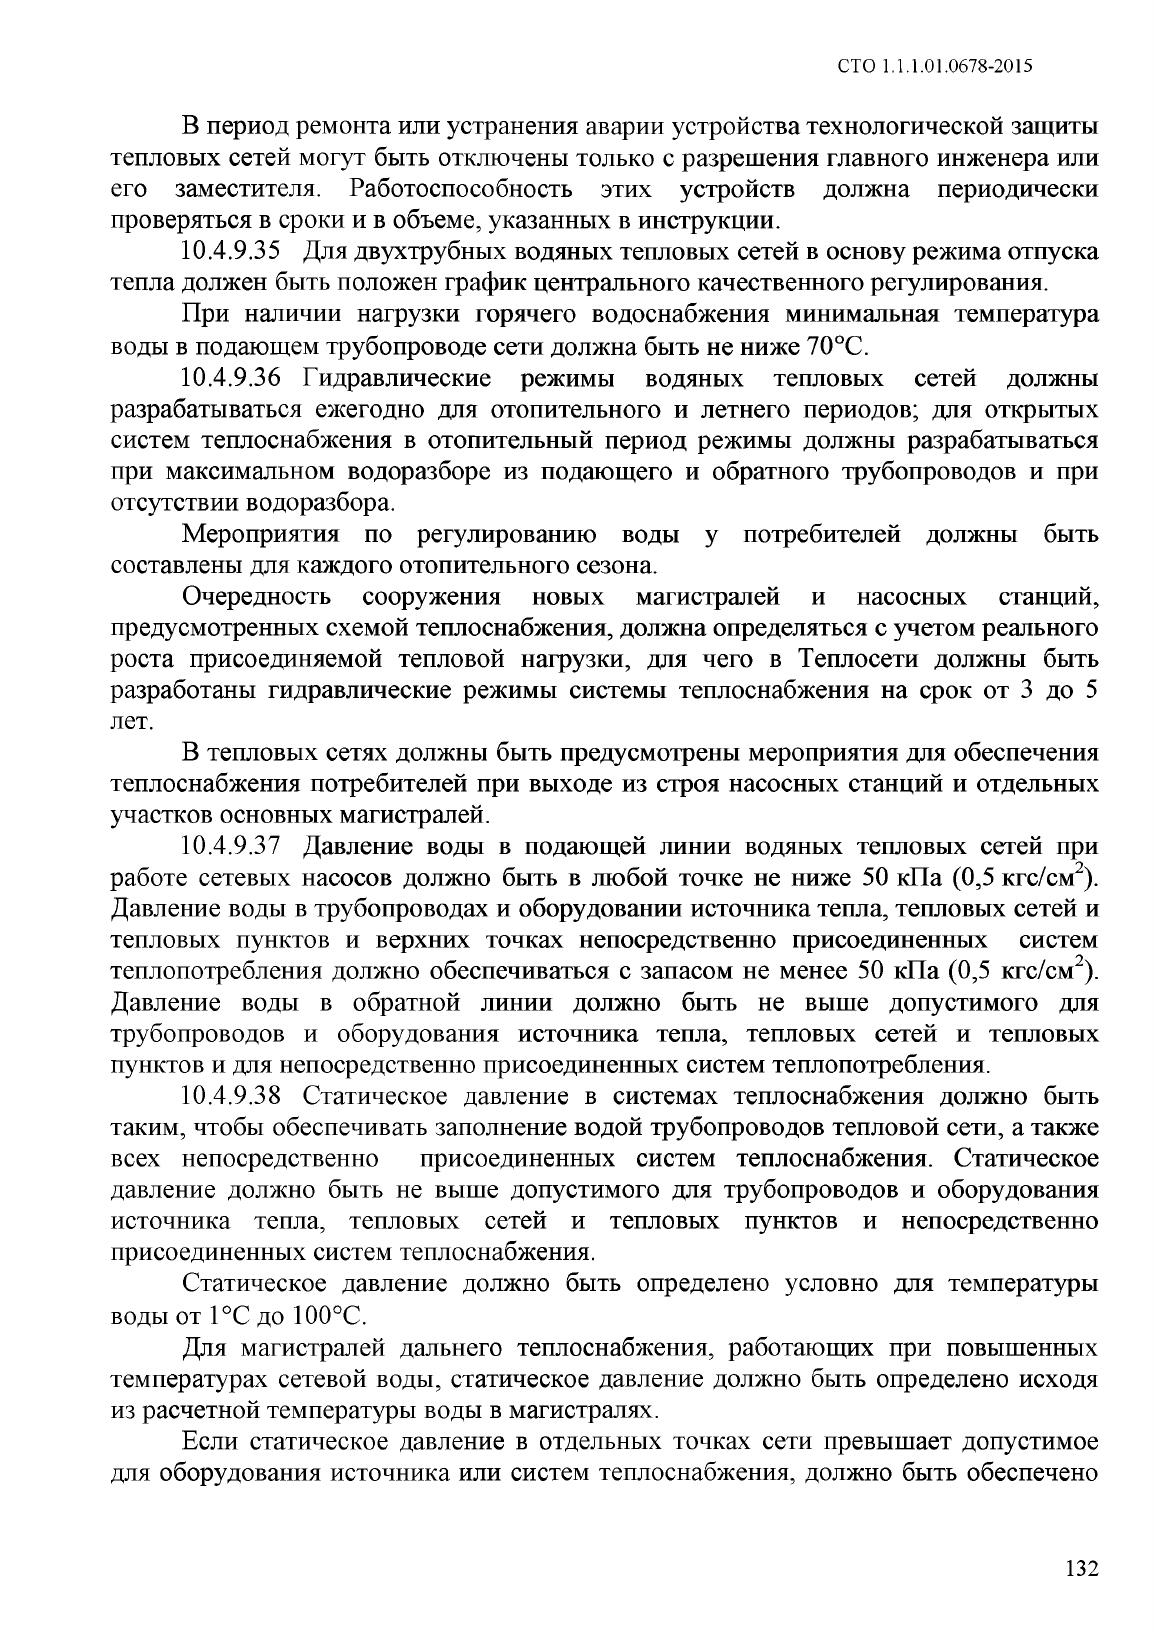 СТО 1.1.1.01.0678-2015
В период ремонта или устранения аварии устройства технологической защиты
тепловых сетей могут быть отключены только с разрешения главного инженера или
его заместителя. Работоспособность этих устройств должна периодически
проверяться в сроки и в объеме, указанных в инструкции.
10.4.9.35 Для двухтрубных водяных тепловых сетей в основу режима отпуска
тепла должен быть положен график центрального качественного регулирования.
При наличии нагрузки горячего водоснабжения минимальная температура
воды в подающем трубопроводе сети должна быть не ниже 70°С.
10.4.9.36 Гидравлические режимы водяных тепловых сетей должны
разрабатываться ежегодно для отопительного и летнего периодов; для открытых
систем теплоснабжения в отопительный период режимы должны разрабатываться
при максимальном водоразборе из подающего и обратного трубопроводов и при
отсутствии водоразбора.
Мероприятия по регулированию воды у потребителей должны быть
составлены для каждого отопительного сезона.
Очередность сооружения новых магистралей и насосных станций,
предусмотренных схемой теплоснабжения, должна определяться с учетом реального
роста присоединяемой тепловой нагрузки, для чего в Теплосети должны быть
разработаны гидравлические режимы системы теплоснабжения на срок от 3 до 5
лет.
В тепловых сетях должны быть предусмотрены мероприятия для обеспечения
теплоснабжения потребителей при выходе из строя насосных станций и отдельных
участков основных магистралей.
10.4.9.37 Давление воды в подающей линии водяных тепловых сетей при
работе сетевых насосов должно быть в любой точке не ниже 50 кПа (0,5 кгс/см²).
Давление воды в трубопроводах и оборудовании источника тепла, тепловых сетей и
тепловых пунктов и верхних точках непосредственно присоединенных систем
теплопотребления должно обеспечиваться с запасом не менее 50 кПа (0,5 кгс/см²).
Давление воды в обратной линии должно быть не выше допустимого для
трубопроводов и оборудования источника тепла, тепловых сетей и тепловых
пунктов и для непосредственно присоединенных систем теплопотребления.
10.4.9.38 Статическое давление в системах теплоснабжения должно быть
таким, чтобы обеспечивать заполнение водой трубопроводов тепловой сети, а также
всех непосредственно присоединенных систем теплоснабжения. Статическое
давление должно быть не выше допустимого для трубопроводов и оборудования
источника тепла, тепловых сетей и тепловых пунктов и непосредственно
присоединенных систем теплоснабжения.
Статическое давление должно быть определено условно для температуры
воды от 1°С до 100°С.
Для магистралей дальнего теплоснабжения, работающих при повышенных
температурах сетевой воды, статическое давление должно быть определено исходя
из расчетной температуры воды в магистралях.
Если статическое давление в отдельных точках сети превышает допустимое
для оборудования источника или систем теплоснабжения, должно быть обеспечено
132